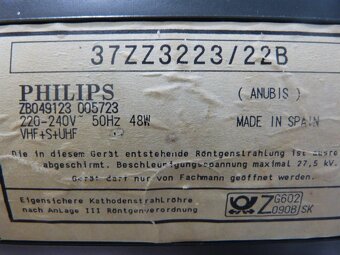 37ZZ3223/22B
PHILIPS
ZB049123 005723
220-240V~ 50Hz 48W
VHF+S+UHF
(ANUBIS)
MADE IN SPAIN
Die in diesem Gerät entstehende Röntgenstrahlung ist ausre
abgeschirmt. Beschleunigungsspannung maximal 27,5 kV.
Gerät darf nur von Fachmann geöffnet werden.
Eigensichere Kathodenstrahlröhre
nach Anlage III Röntgenverordnung
Z G602
090B/SK